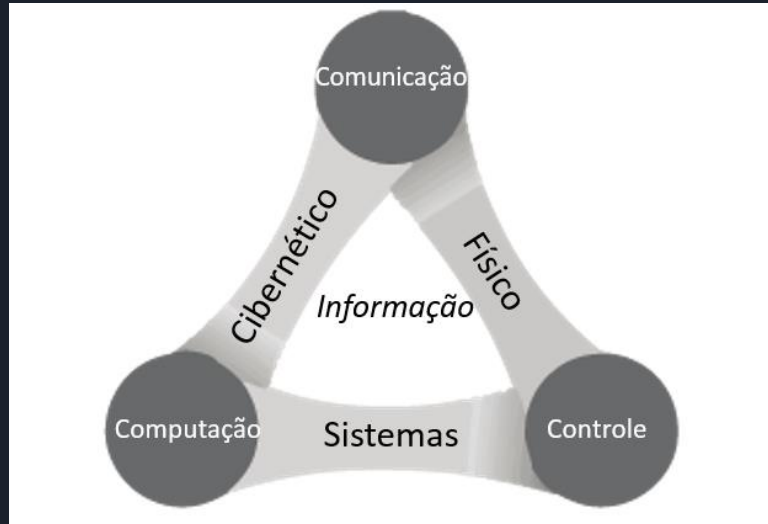 Comunicação
Cibernético
Físico
Informação
Computação
Sistemas
Controle